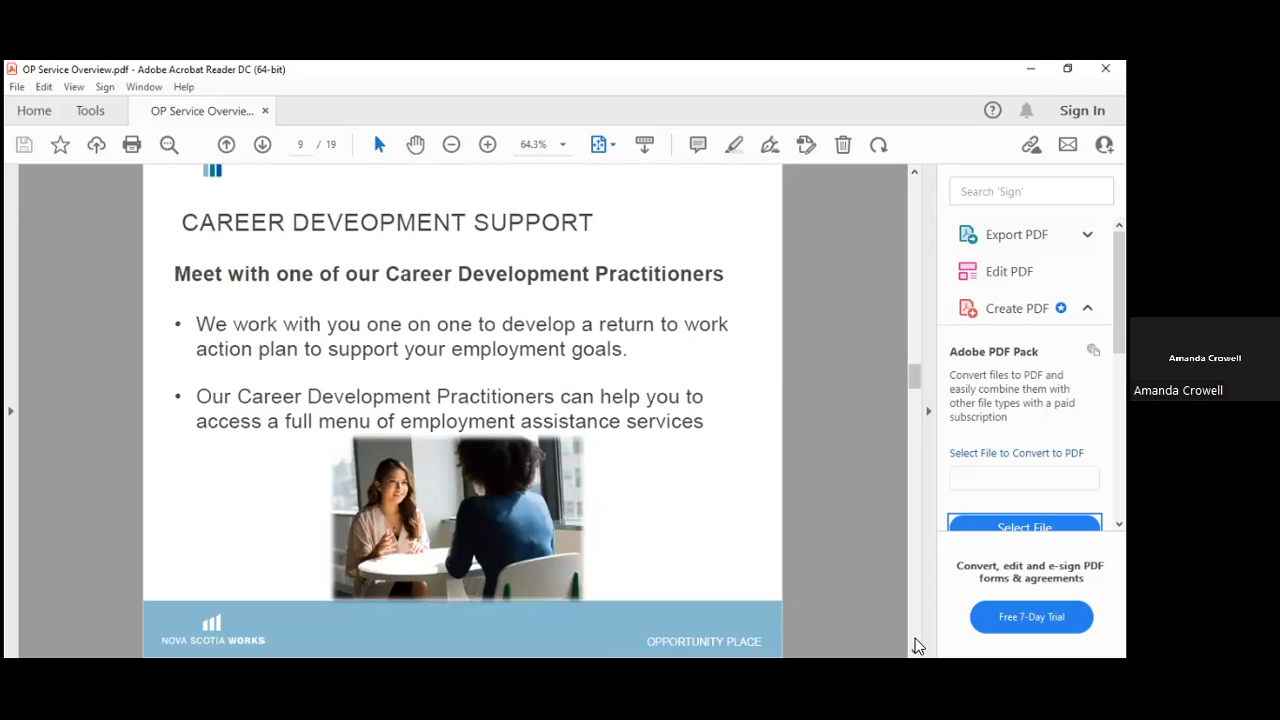 OP Service Overview.pdf - Adobe Acrobat Reader DC (64-bit)
File Edit View Sign Window Help
Home Tools OP Service Overvie... ×
Sign In
9 / 19
64.3%
CAREER DEVEOPMENT SUPPORT
Meet with one of our Career Development Practitioners
• We work with you one on one to develop a return to work
action plan to support your employment goals.
• Our Career Development Practitioners can help you to
access a full menu of employment assistance services
NOVA SCOTIA WORKS
OPPORTUNITY PLACE
Search 'Sign'
Export PDF
Edit PDF
Create PDF
Adobe PDF Pack
Convert files to PDF and
easily combine them with
other file types with a paid
subscription
Select File to Convert to PDF
Select File
Convert, edit and e-sign PDF
forms & agreements
Free 7-Day Trial
Amanda Crowell
Amanda Crowell